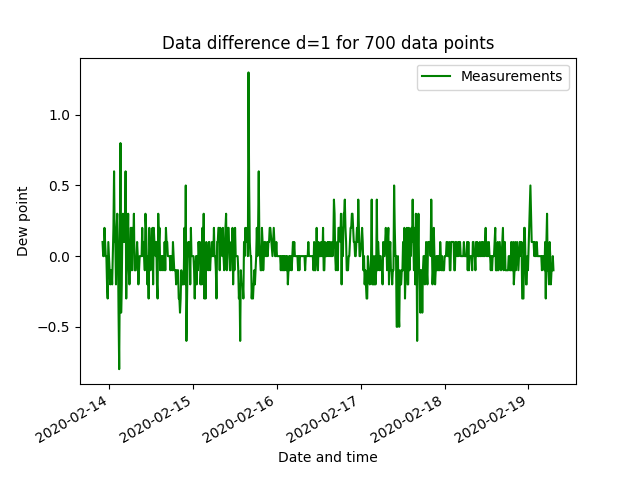 Data difference d=1 for 700 data points
Measurements
1.0
0.5
0.0
−0.5
Dew point
2020-02-14
2020-02-15
2020-02-16
2020-02-17
2020-02-18
2020-02-19
Date and time